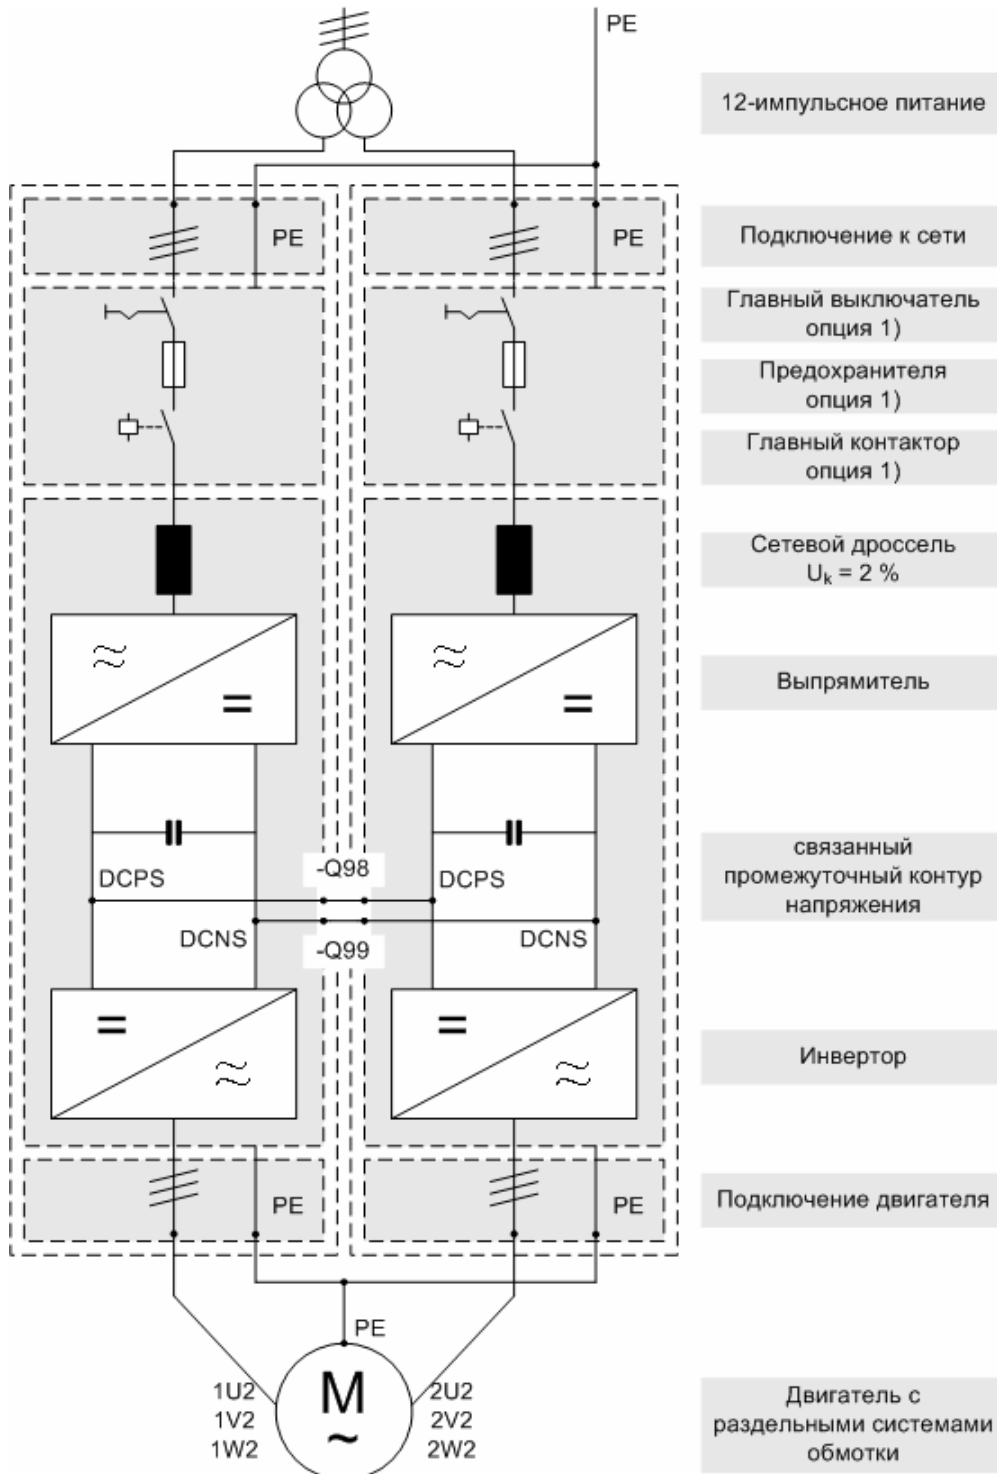 PE
12-импульсное питание
PE
PE
Подключение к сети
Главный выключатель
опция 1)
Предохранителя
опция 1)
Главный контактор
опция 1)
Сетевой дроссель
Uk = 2 %
Выпрямитель
DCPS
-Q98
DCPS
DCNS
-Q99
DCNS
связанный
промежуточный контур
напряжения
Инвертор
PE
PE
Подключение двигателя
PE
1U2
1V2
1W2
M
~
2U2
2V2
2W2
Двигатель с
раздельными системами
обмотки